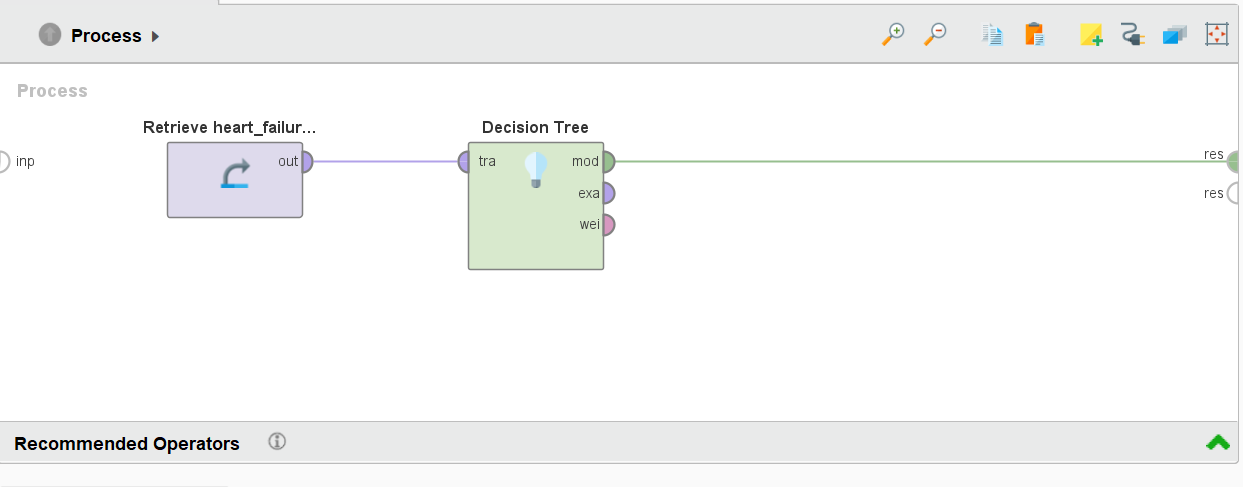 Process
Process
Retrieve heart_failur...
Decision Tree
inp
out
tra
mod
res
exa
res
wei
Recommended Operators